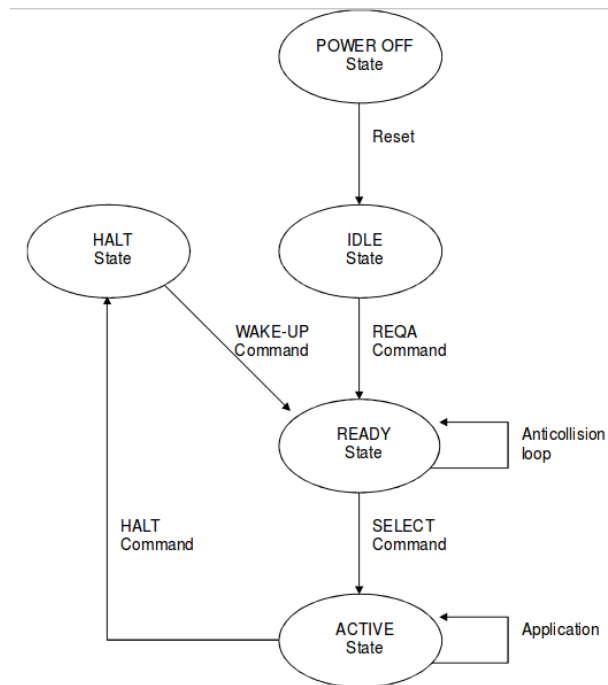 POWER OFF
State
Reset
HALT
State
IDLE
State
WAKE-UP
Command
REQA
Command
READY
State
Anticollision
loop
HALT
Command
SELECT
Command
ACTIVE
State
Application